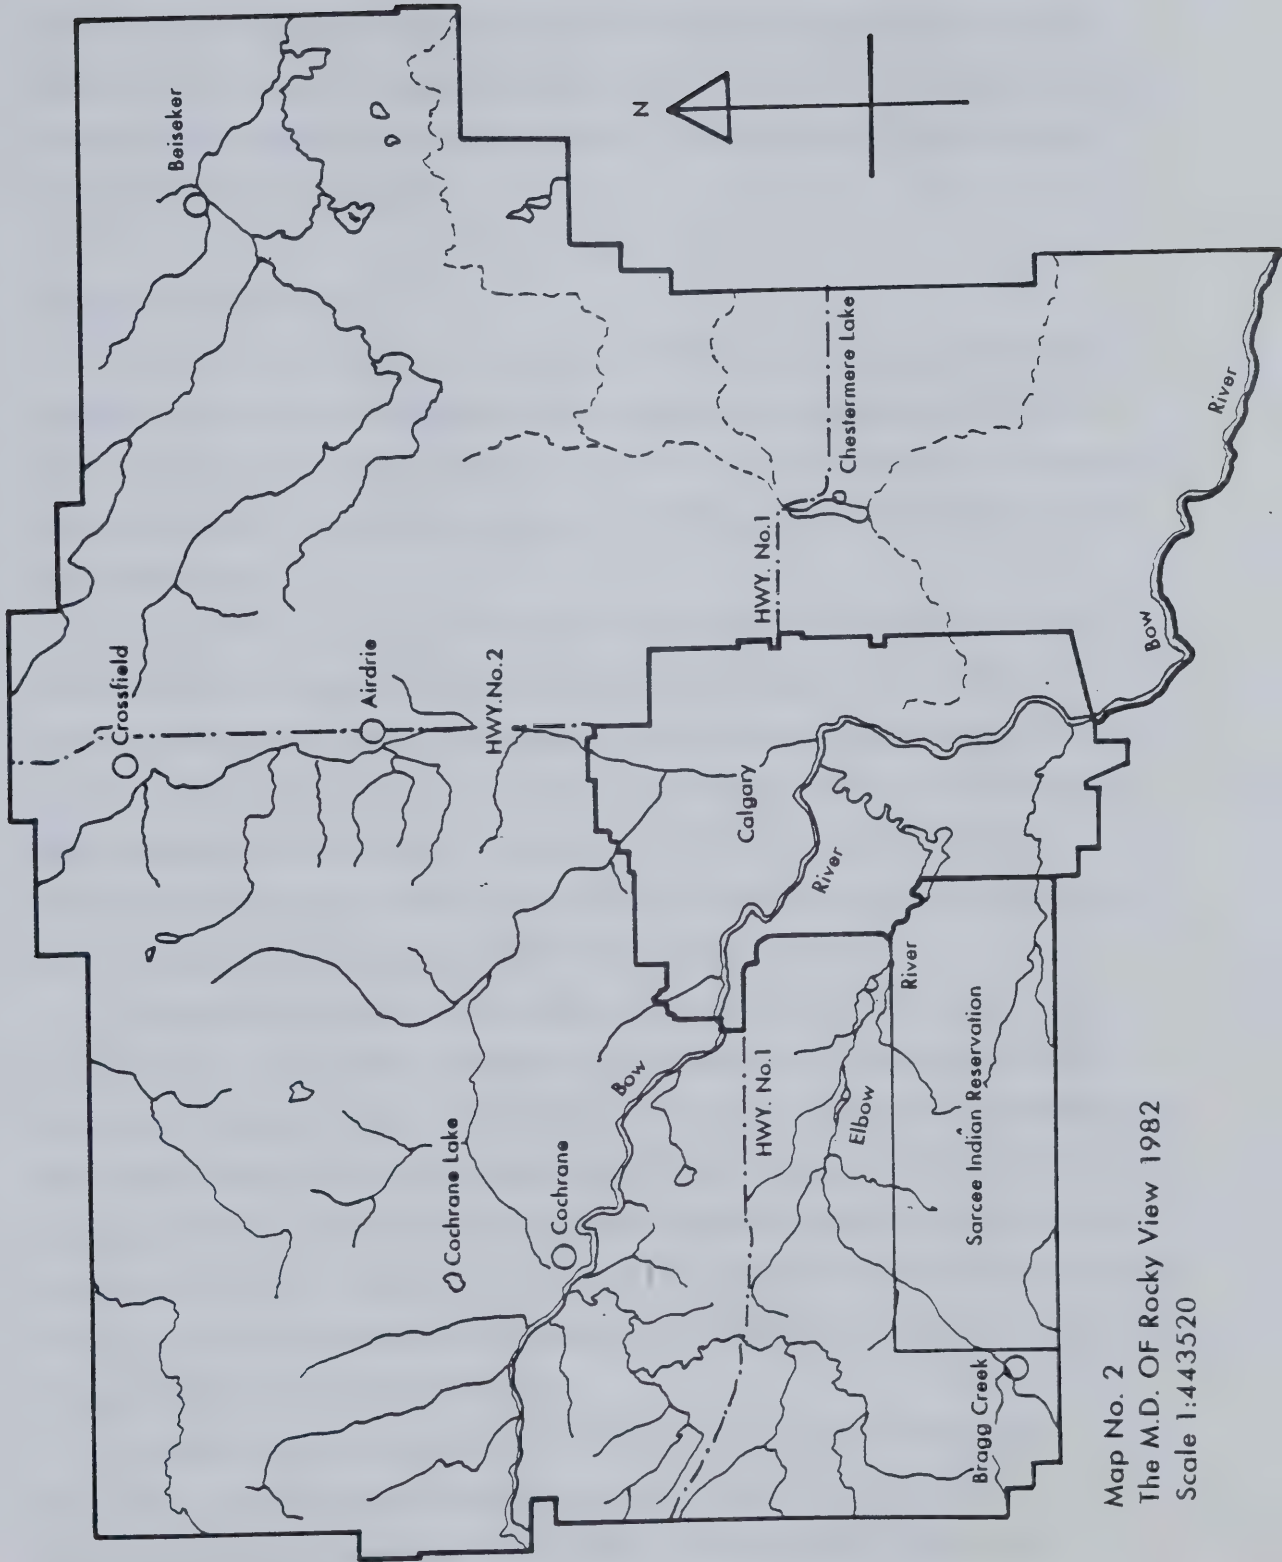 Beiseker
N
Crossfield
Airdrie
HWY.No.2
HWY. No.1
Chestermere Lake
Calgary
River
Bow
River
Bow
Cochrane Lake
Cochrane
HWY. No.1
Elbow
River
Sarcee Indian Reservation
Bragg Creek
Map No. 2
The M.D. OF Rocky View 1982
Scale 1:443520